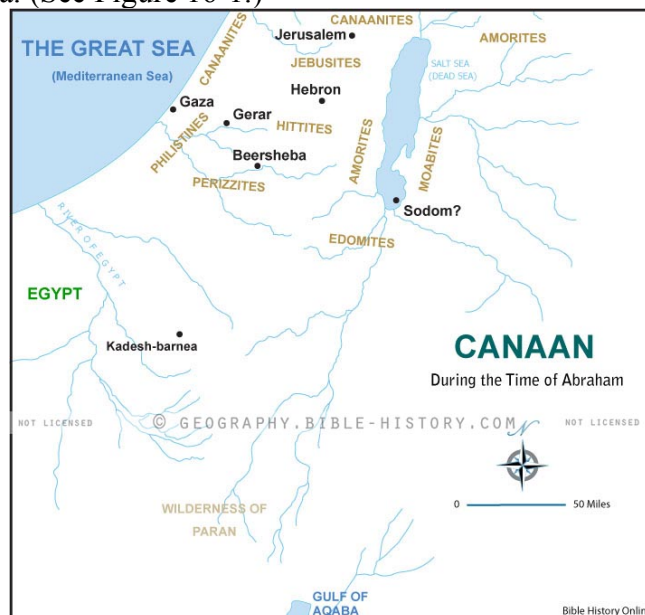 a. (See Figure 16-1.)
THE GREAT SEA
(Mediterranean Sea)
CANAANITES
CANAANITES
Jerusalem
AMORITES
JEBUSITES
SALT SEA
(DEAD SEA)
Hebron
Gaza
Gerar
HITTITES
PHILISTINES
Beersheba
PERIZZITES
AMORITES
MOABITES
Sodom?
RIVER OF EGYPT
EDOMITES
EGYPT
Kadesh-barnea
CANAAN
During the Time of Abraham
NOT LICENSED
© GEOGRAPHY.BIBLE-HISTORY.COM
NOT LICENSED
N
0 50 Miles
WILDERNESS OF
PARAN
GULF OF
AQABA
Bible History Onlin